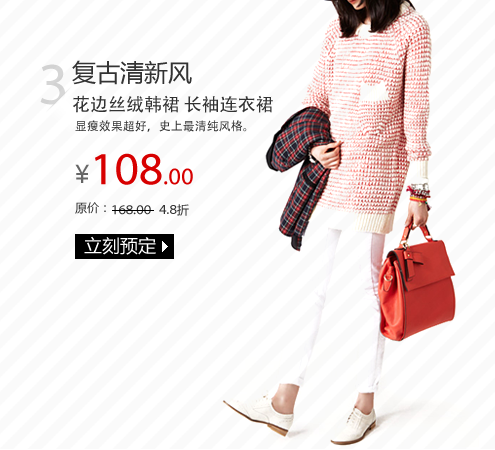 3 复古清新风
花边丝绒韩裙 长袖连衣裙
显瘦效果超好，史上最清纯风格。
¥108.00
原价：168.00 4.8折
立刻预定